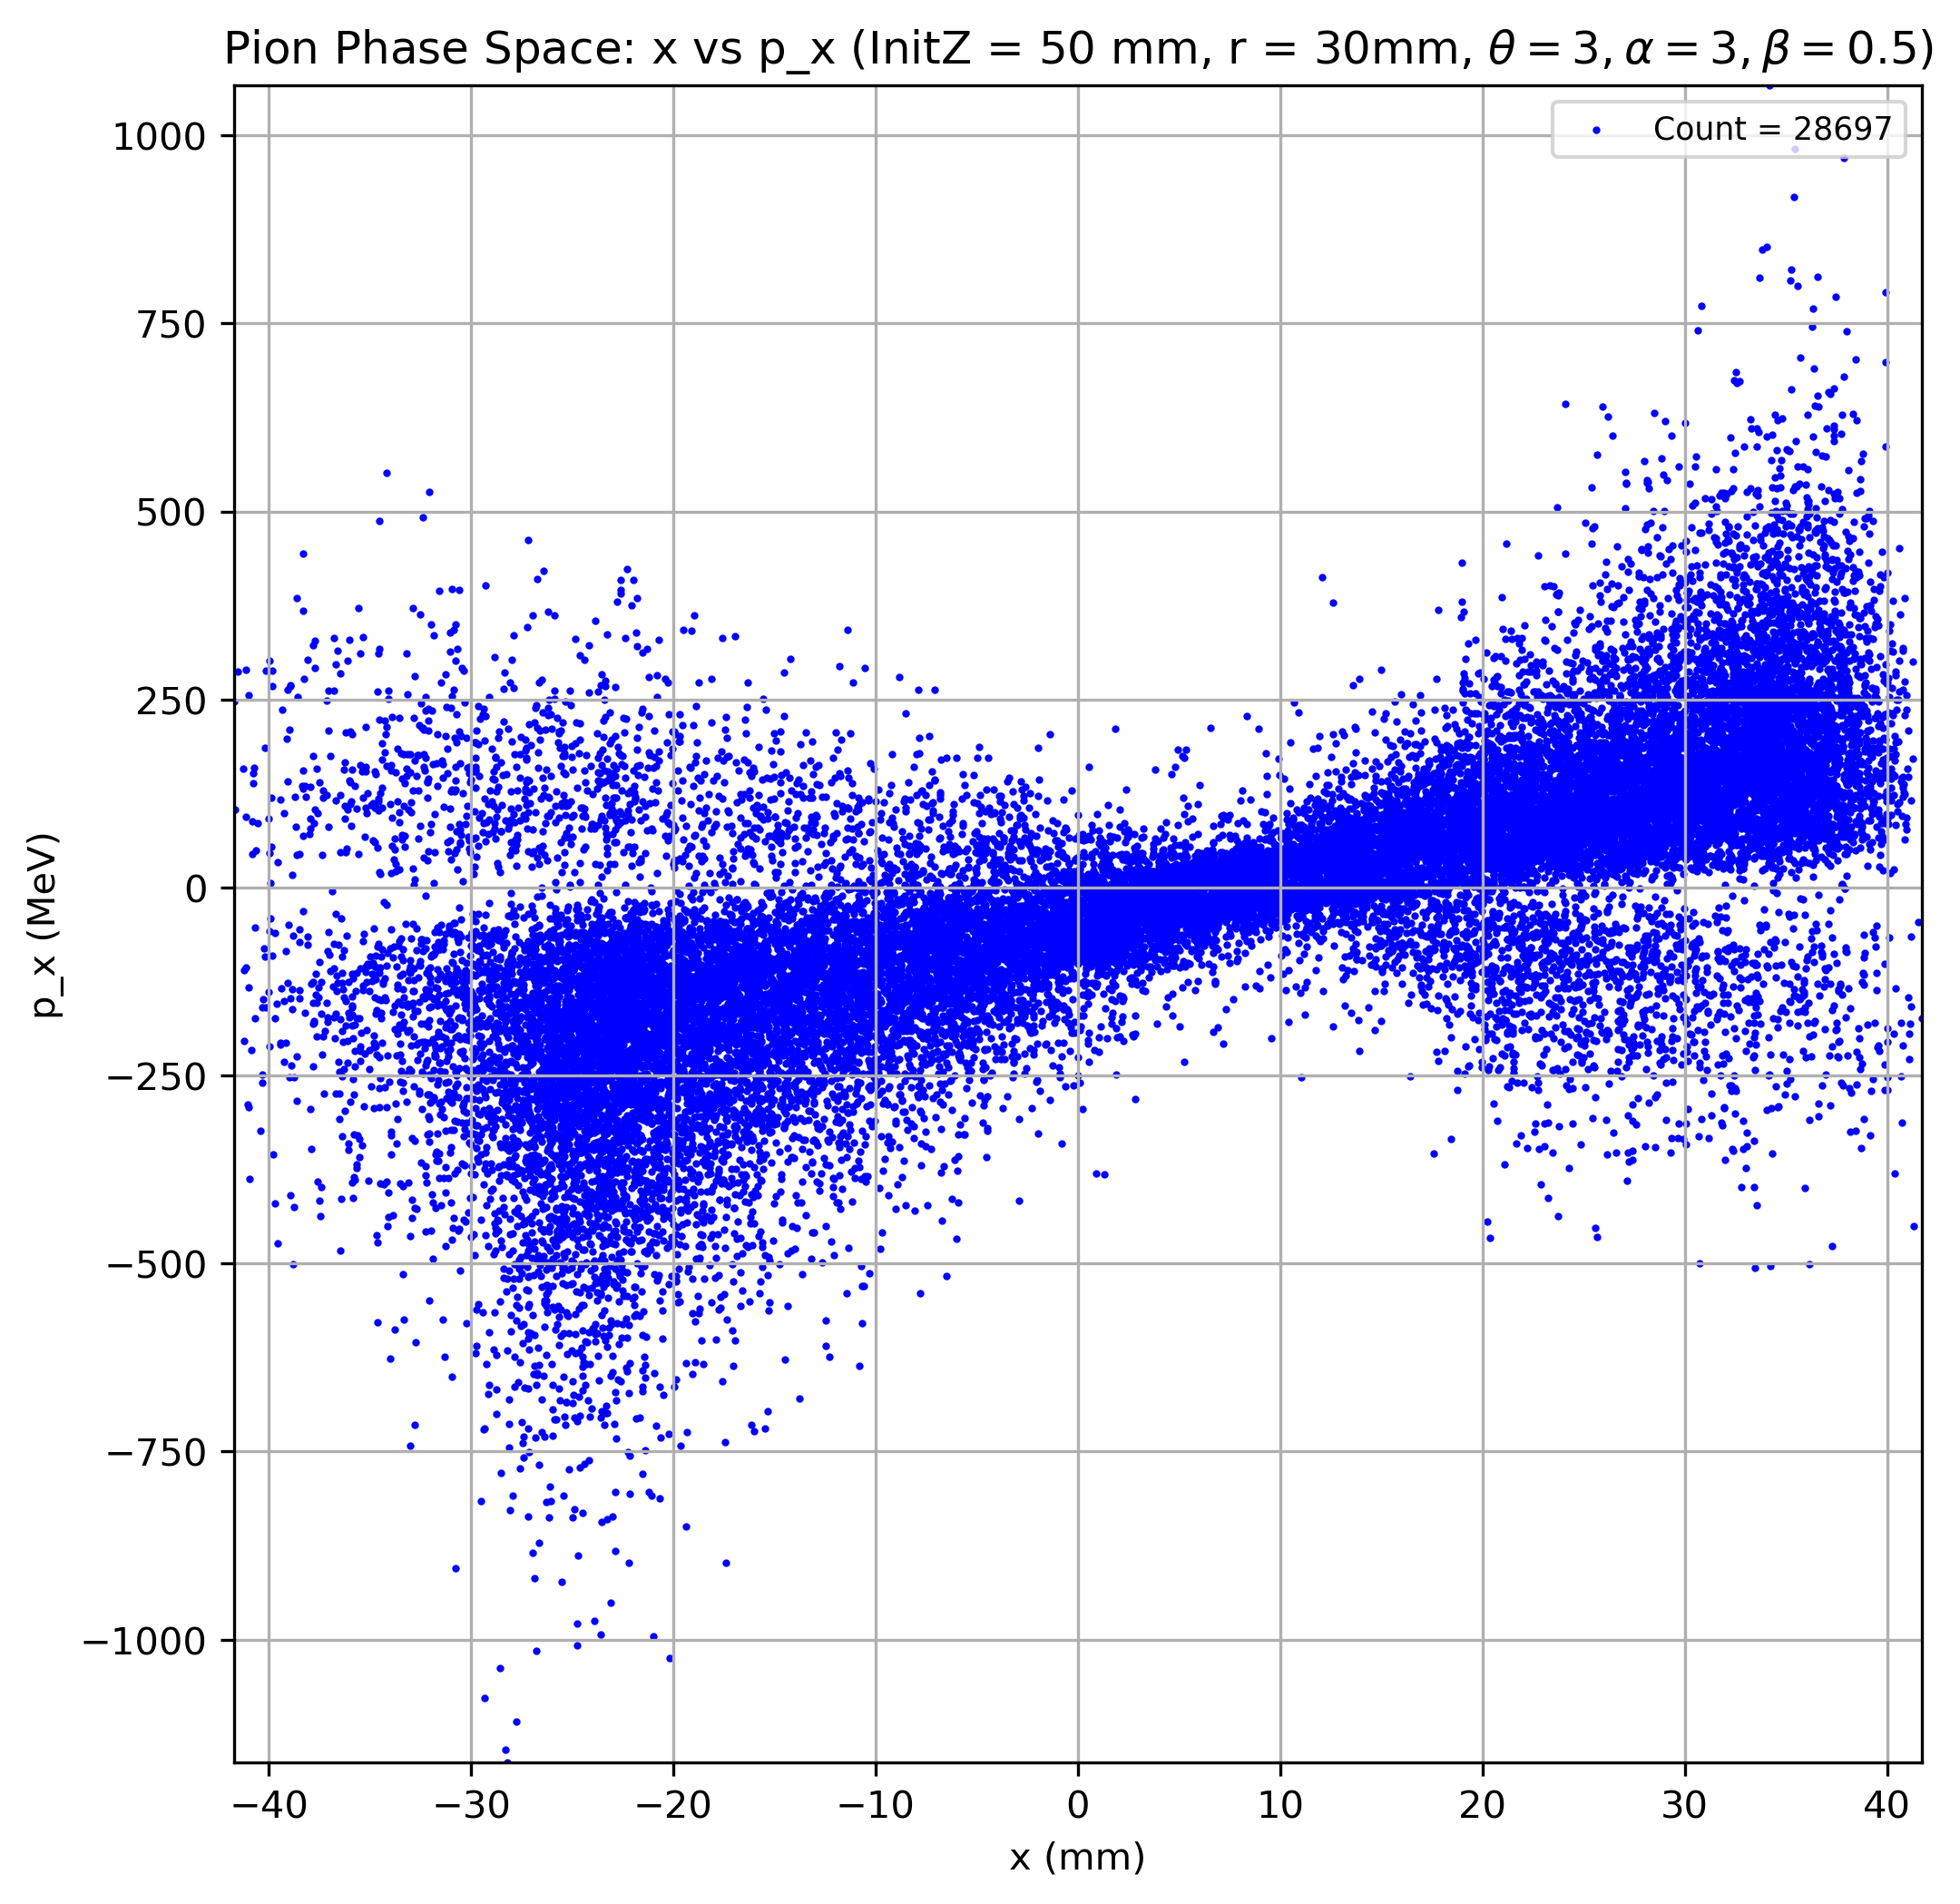 Pion Phase Space: x vs p_x (InitZ = 50 mm, r = 30mm, θ = 3, α = 3, β = 0.5)
Count = 28697
1000
750
500
250
0
−250
−500
−750
−1000
p_x (MeV)
−40 −30 −20 −10 0 10 20 30 40
x (mm)